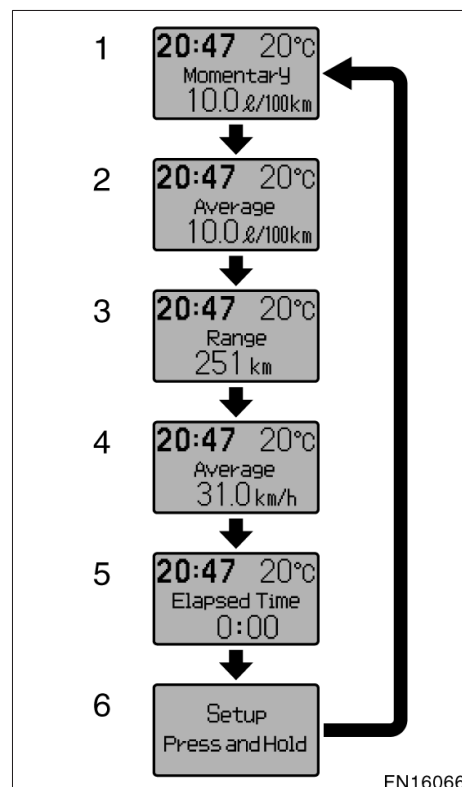 1
20:47 20°C
Momentary
10.0 ℓ/100km
2
20:47 20°C
Average
10.0 ℓ/100km
3
20:47 20°C
Range
251 km
4
20:47 20°C
Average
31.0 km/h
5
20:47 20°C
Elapsed Time
0:00
6
Setup
Press and Hold
EN16066